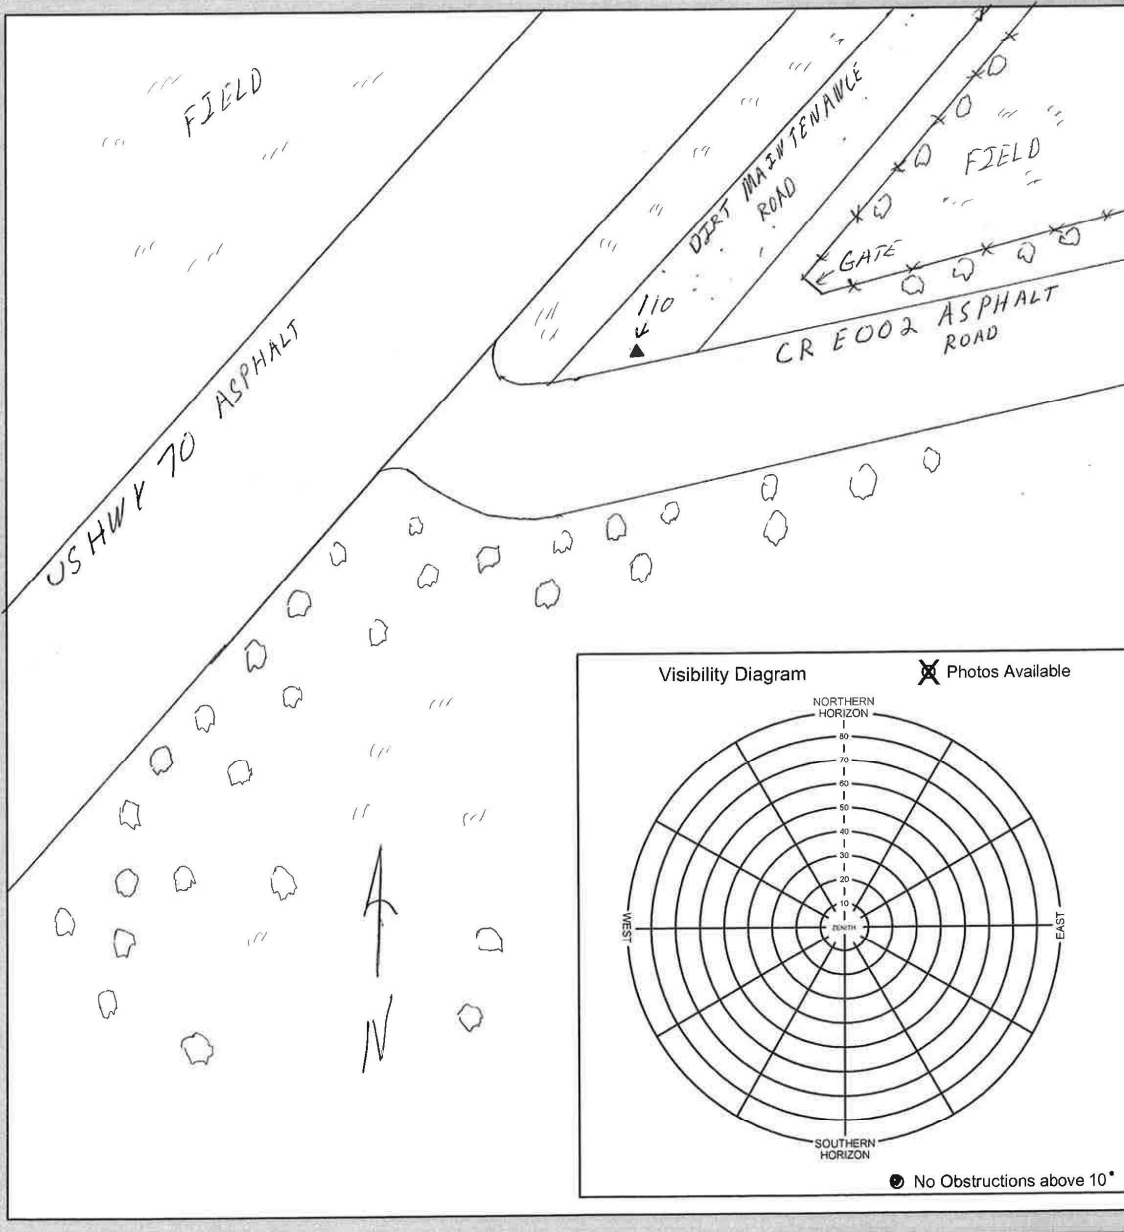 FIELD
DIRT MAINTENANCE
ROAD
FIELD
GATE
110
CR E002 ASPHALT
ROAD
US HWY 70 ASPHALT
N
Visibility Diagram
Photos Available
NORTHERN
HORIZON
80
70
60
50
40
30
20
10
ZENITH
WEST
EAST
SOUTHERN
HORIZON
No Obstructions above 10°